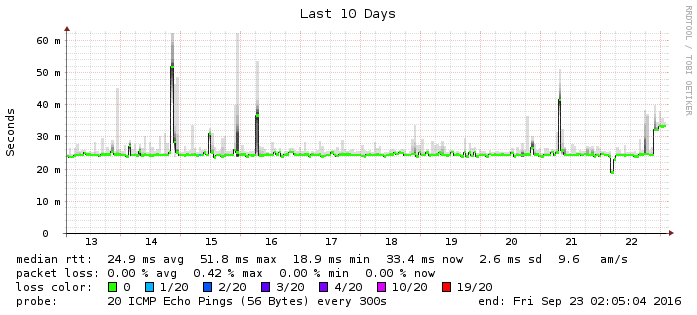 Last 10 Days
RRDTOOL / TOBI OETIKER
Seconds
60 m
50 m
40 m
30 m
20 m
10 m
0
13 14 15 16 17 18 19 20 21 22
median rtt: 24.9 ms avg 51.8 ms max 18.9 ms min 33.4 ms now 2.6 ms sd 9.6 am/s
packet loss: 0.00 % avg 0.42 % max 0.00 % min 0.00 % now
loss color: 0 1/20 2/20 3/20 4/20 10/20 19/20
probe: 20 ICMP Echo Pings (56 Bytes) every 300s end: Fri Sep 23 02:05:04 2016